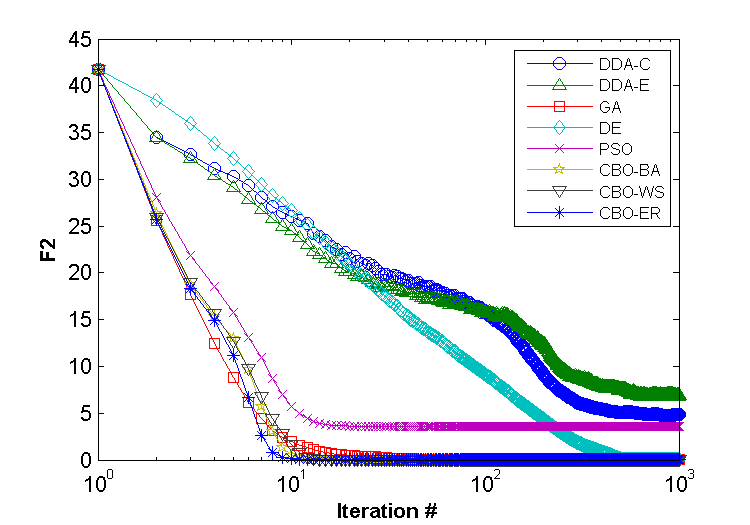 45
40
35
30
25
20
15
10
5
0
F2
10^0
10^1
10^2
10^3
Iteration #
DDA-C
DDA-E
GA
DE
PSO
CBO-BA
CBO-WS
CBO-ER